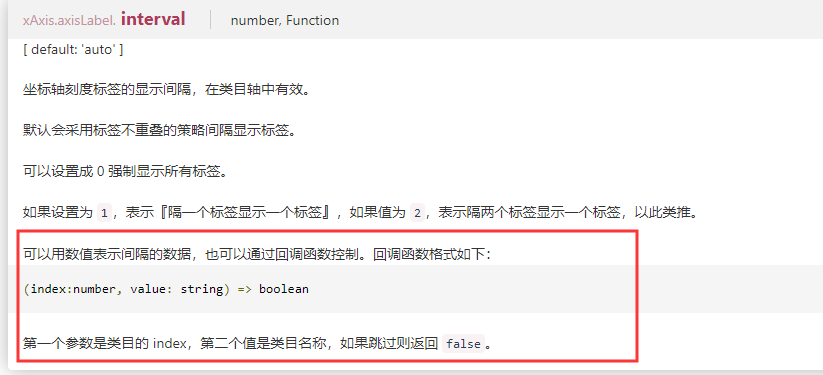 xAxis.axisLabel. interval number, Function
[ default: 'auto' ]
坐标轴刻度标签的显示间隔，在类目轴中有效。
默认会采用标签不重叠的策略间隔显示标签。
可以设置成 0 强制显示所有标签。
如果设置为 1，表示『隔一个标签显示一个标签』，如果值为 2，表示隔两个标签显示一个标签，以此类推。
可以用数值表示间隔的数据，也可以通过回调函数控制。回调函数格式如下：
(index:number, value: string) => boolean
第一个参数是类目的 index，第二个值是类目名称，如果跳过则返回 false。